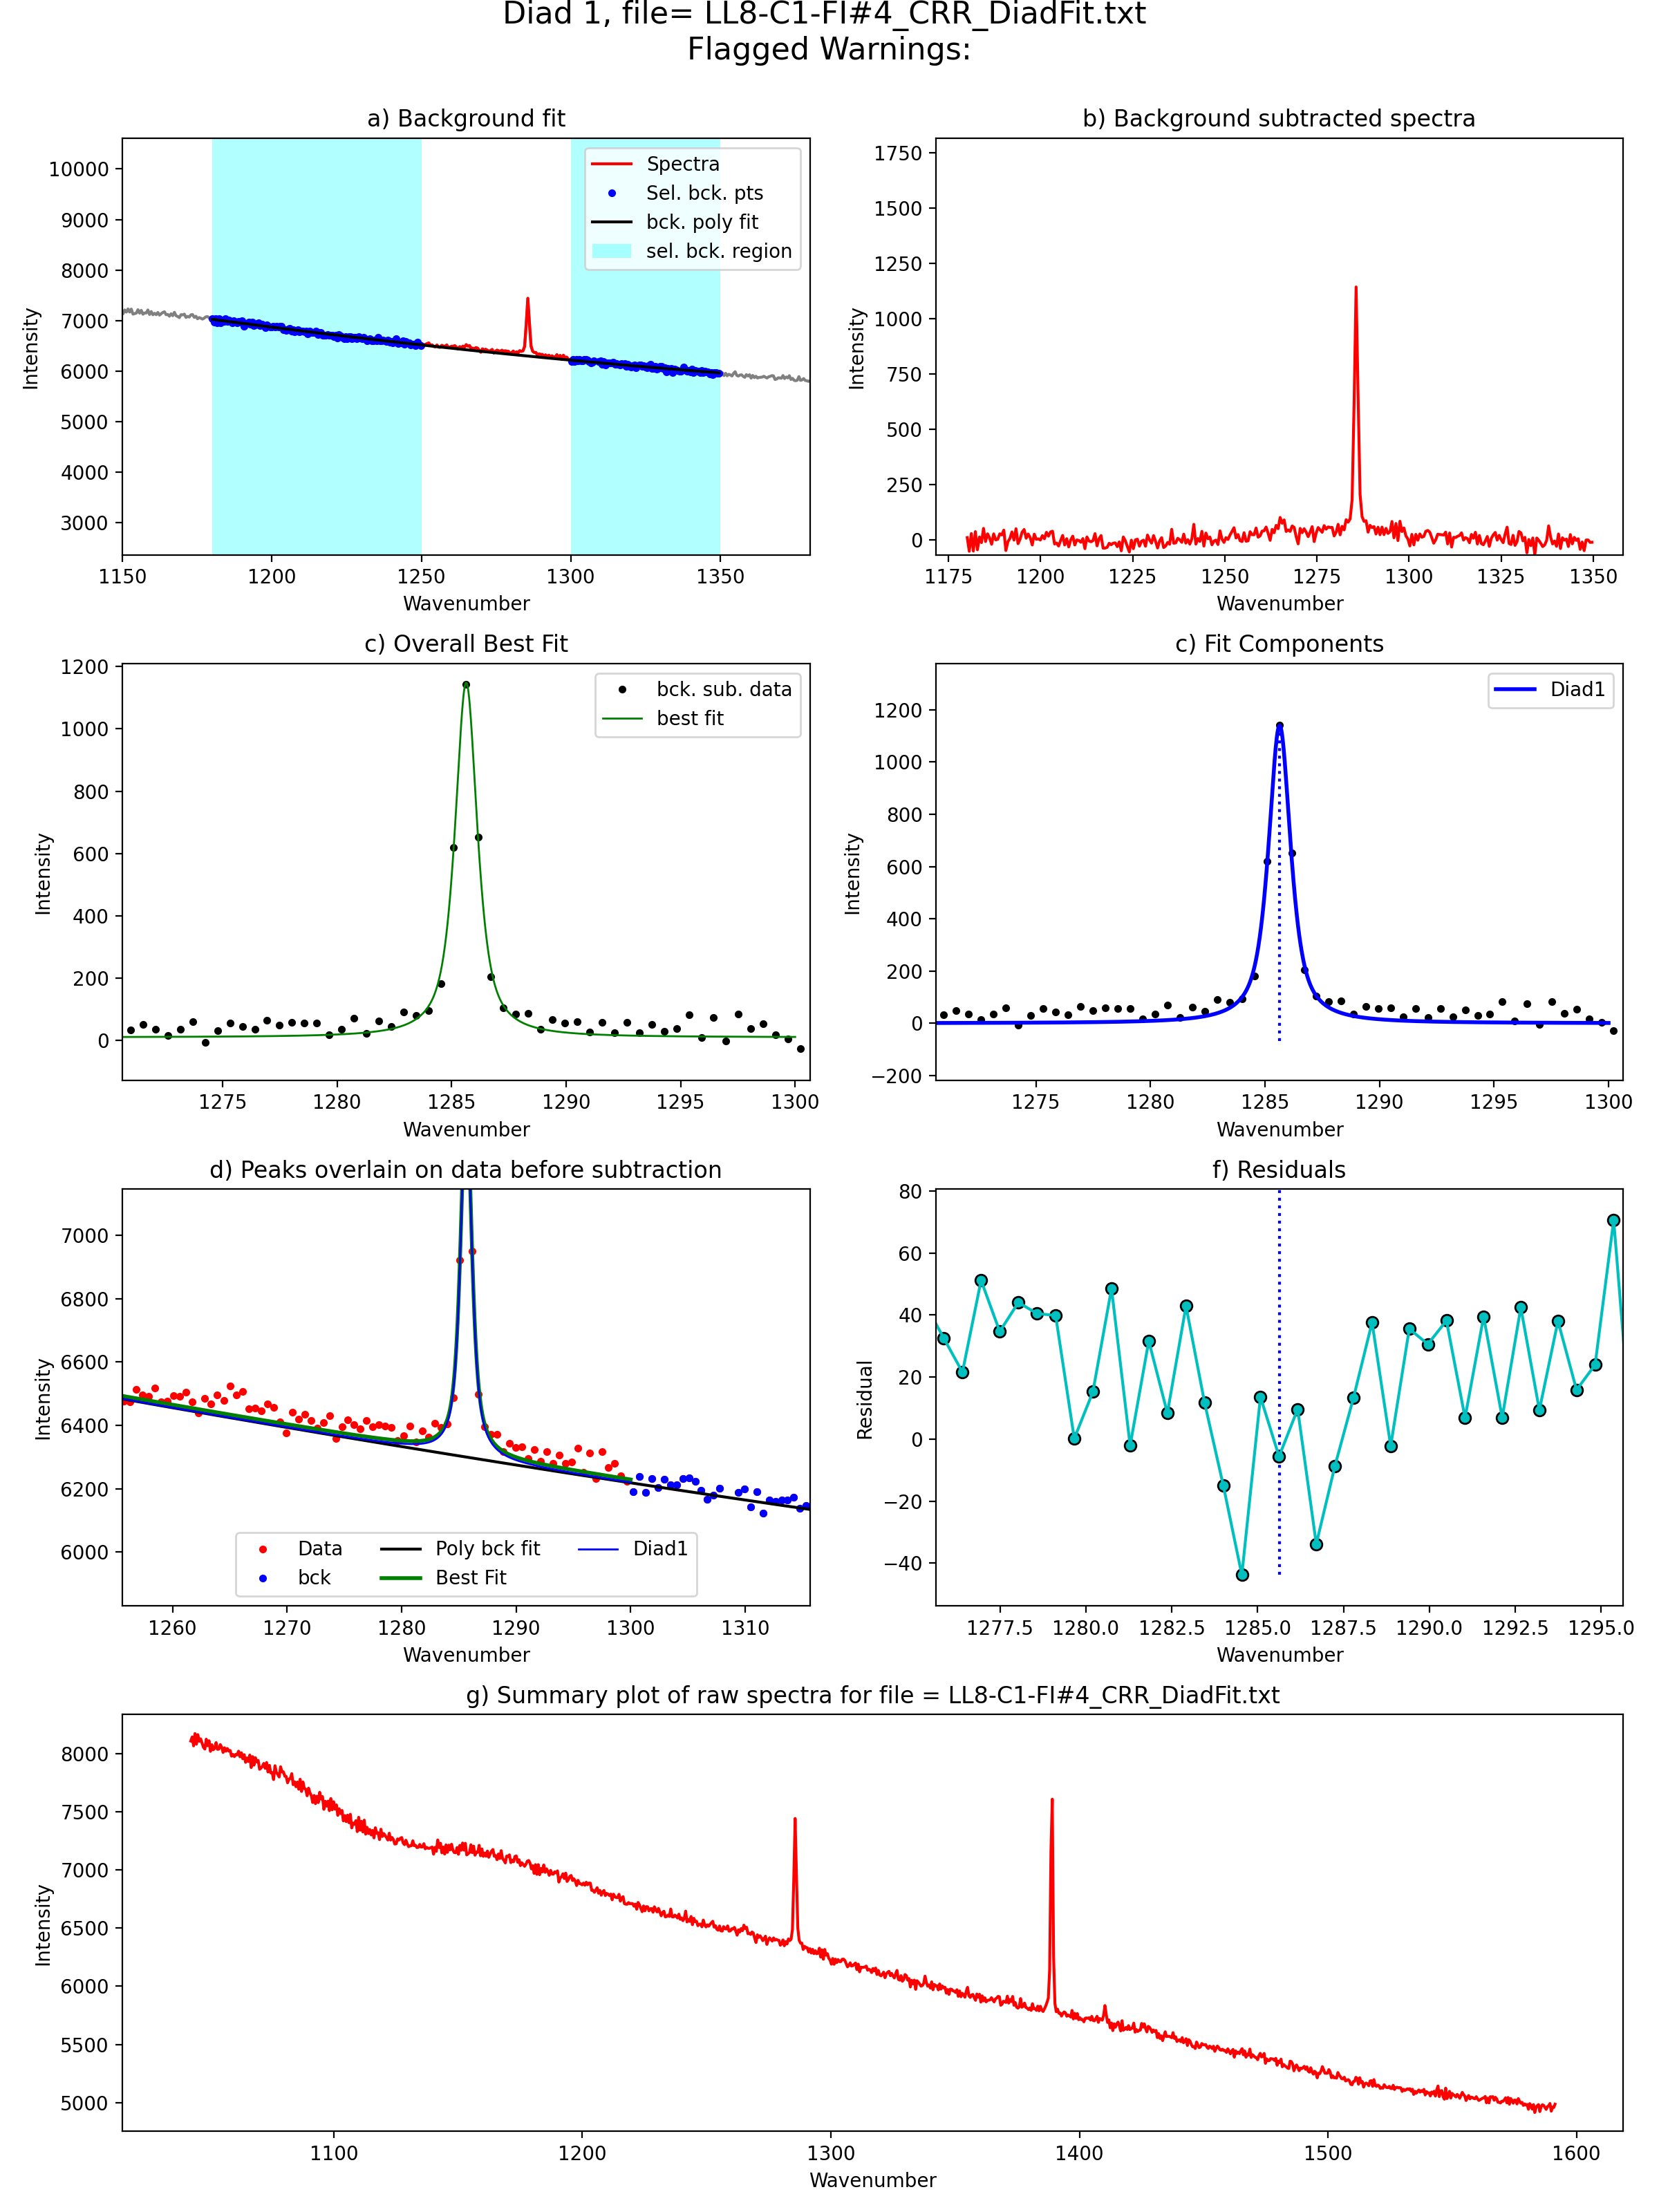 Diad 1, file= LL8-C1-FI#4_CRR_DiadFit.txt
Flagged Warnings:
a) Background fit
Intensity
10000
9000
8000
7000
6000
5000
4000
3000
Spectra
Sel. bck. pts
bck. poly fit
sel. bck. region
1150 1200 1250 1300 1350
Wavenumber
b) Background subtracted spectra
Intensity
1750
1500
1250
1000
750
500
250
0
1175 1200 1225 1250 1275 1300 1325 1350
Wavenumber
c) Overall Best Fit
Intensity
1200
1000
800
600
400
200
0
bck. sub. data
best fit
1275 1280 1285 1290 1295 1300
Wavenumber
c) Fit Components
Intensity
1200
1000
800
600
400
200
0
−200
Diad1
1275 1280 1285 1290 1295 1300
Wavenumber
d) Peaks overlain on data before subtraction
Intensity
7000
6800
6600
6400
6200
6000
Data
bck
Poly bck fit
Best Fit
Diad1
1260 1270 1280 1290 1300 1310
Wavenumber
f) Residuals
Residual
80
60
40
20
0
−20
−40
1277.5 1280.0 1282.5 1285.0 1287.5 1290.0 1292.5 1295.0
Wavenumber
g) Summary plot of raw spectra for file = LL8-C1-FI#4_CRR_DiadFit.txt
Intensity
8000
7500
7000
6500
6000
5500
5000
1100 1200 1300 1400 1500 1600
Wavenumber